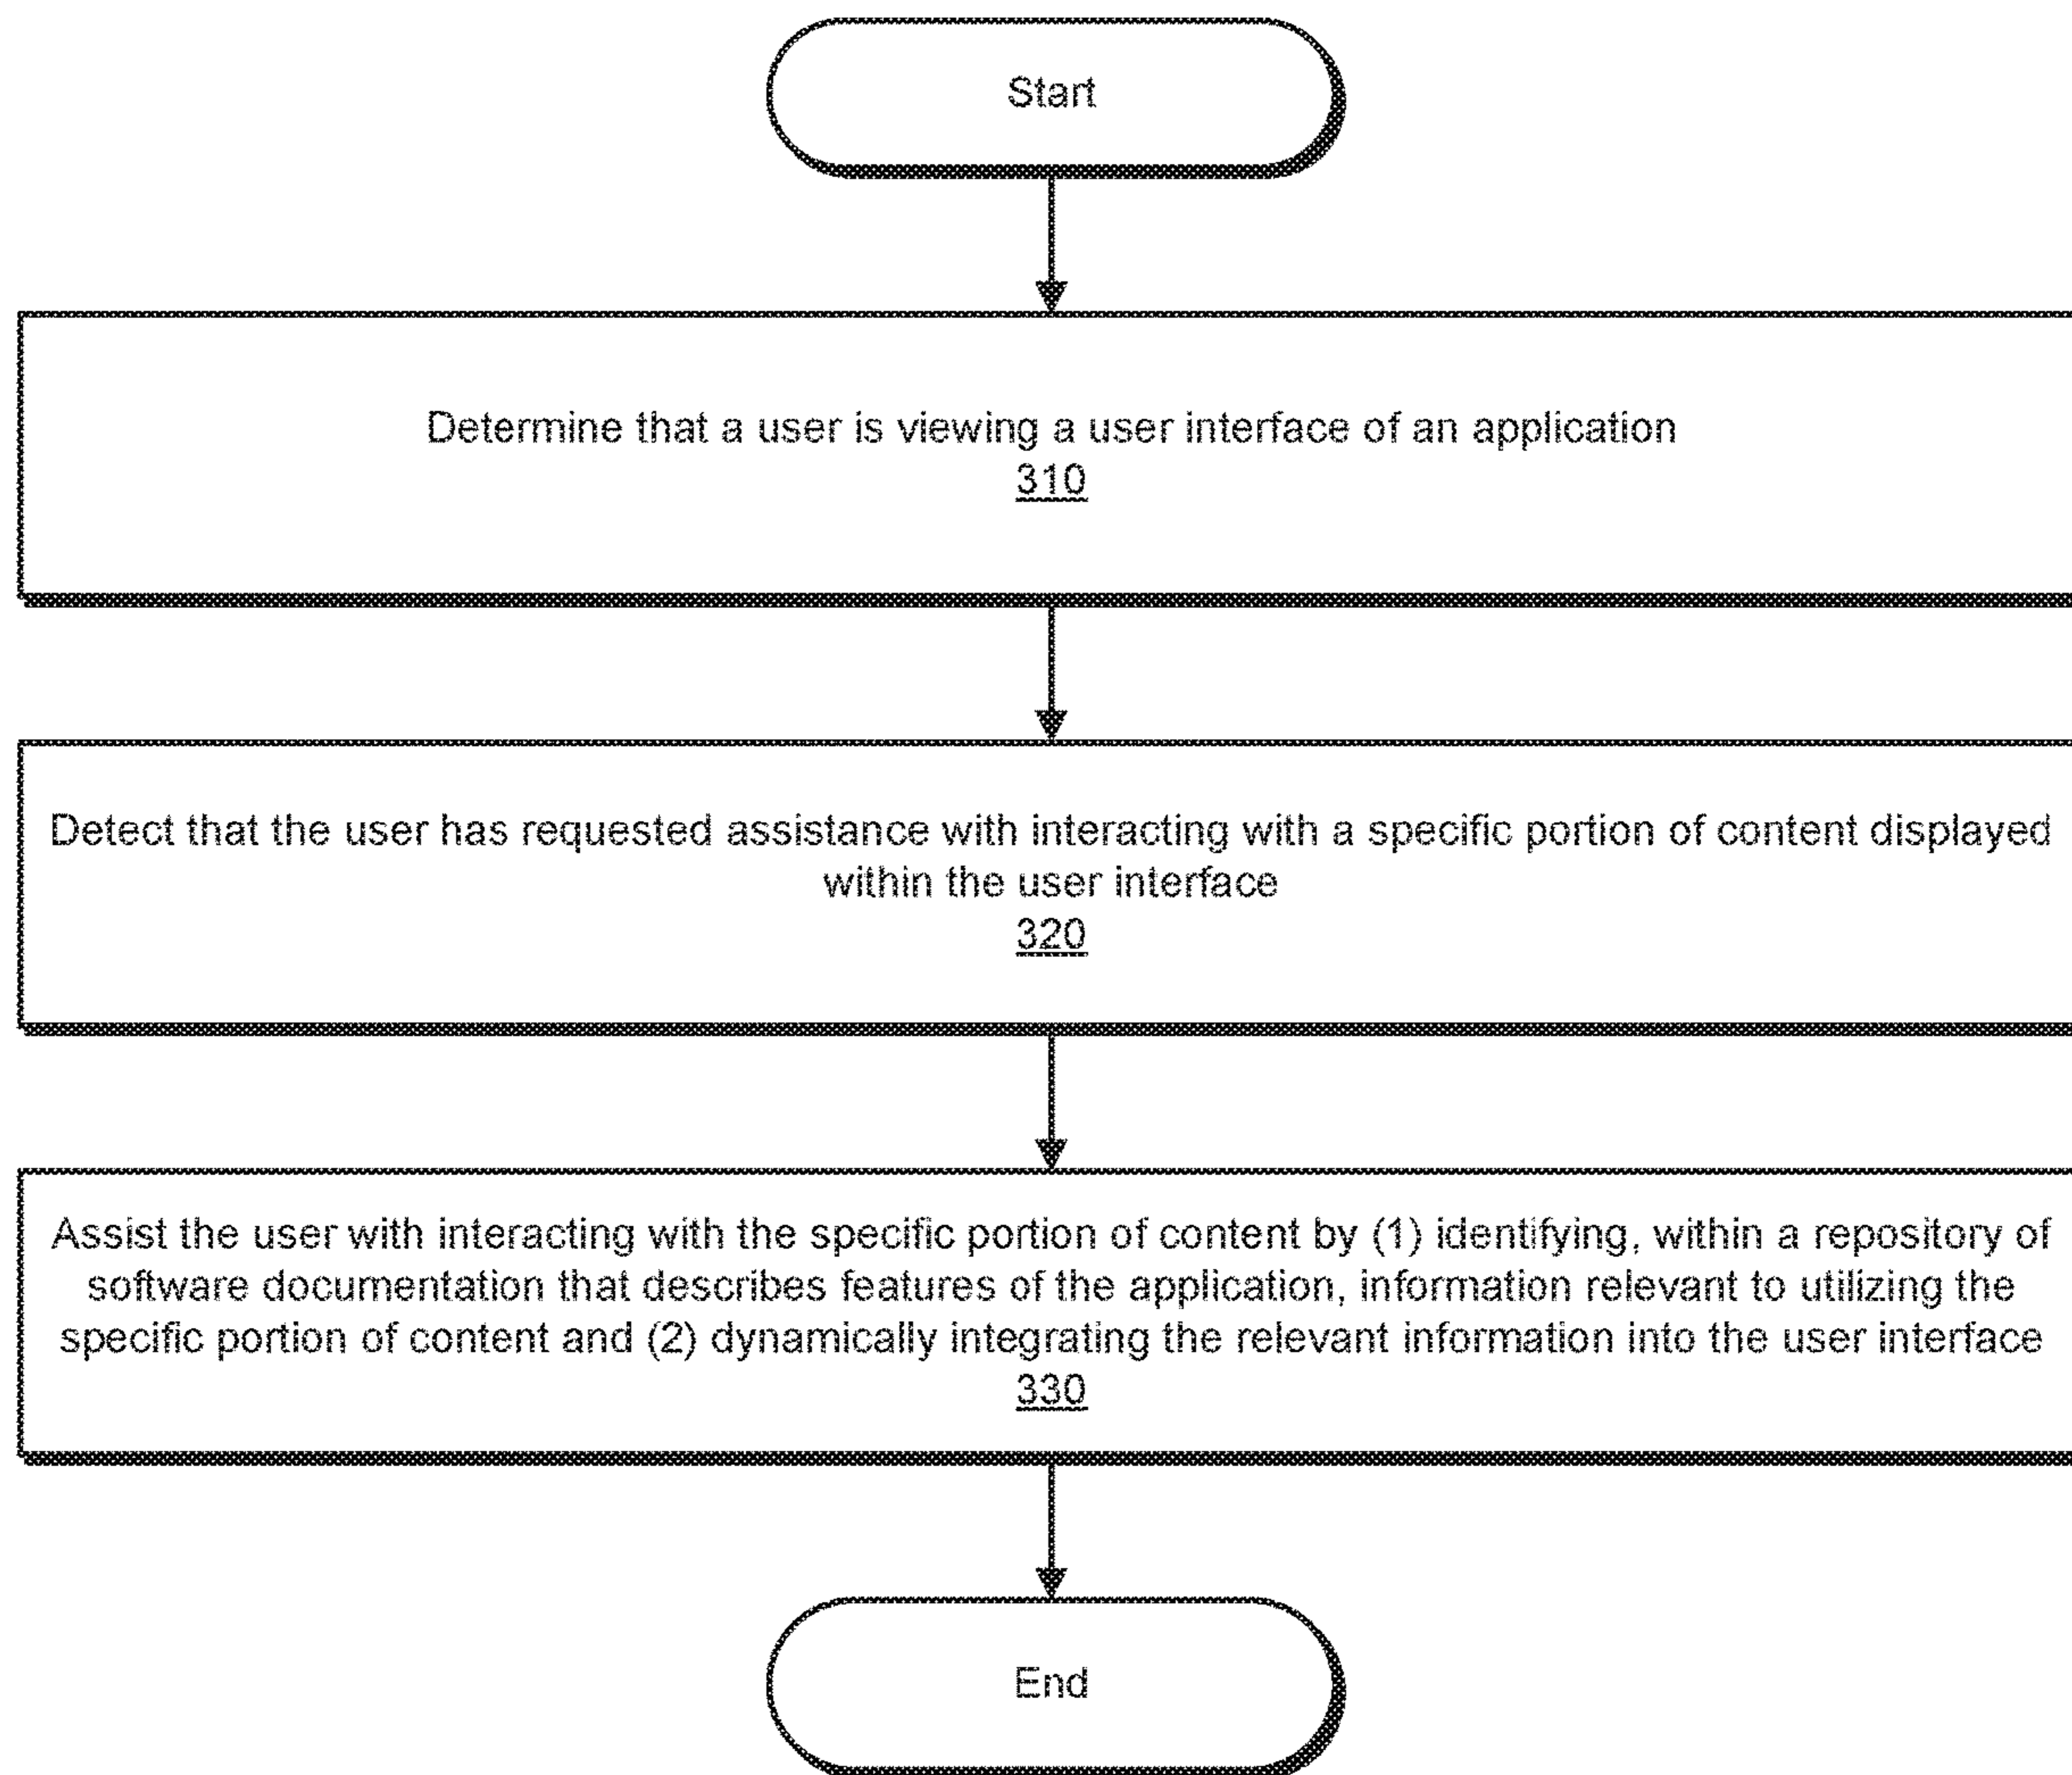 Start
Determine that a user is viewing a user interface of an application
310
Detect that the user has requested assistance with interacting with a specific portion of content displayed
within the user interface
320
Assist the user with interacting with the specific portion of content by (1) identifying, within a repository of
software documentation that describes features of the application, information relevant to utilizing the
specific portion of content and (2) dynamically integrating the relevant information into the user interface
330
End